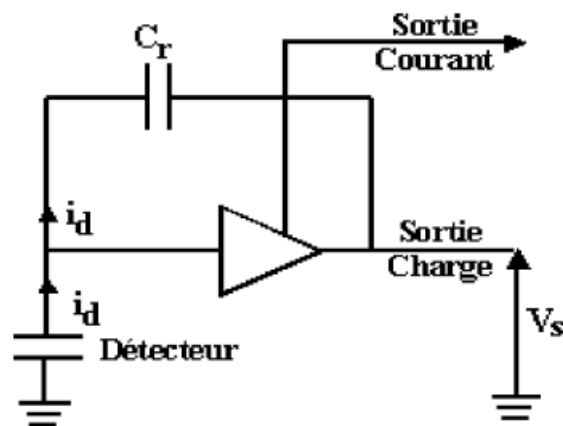 Sortie
Courant
Cr
id
Sortie
Charge
id
Vs
Détecteur